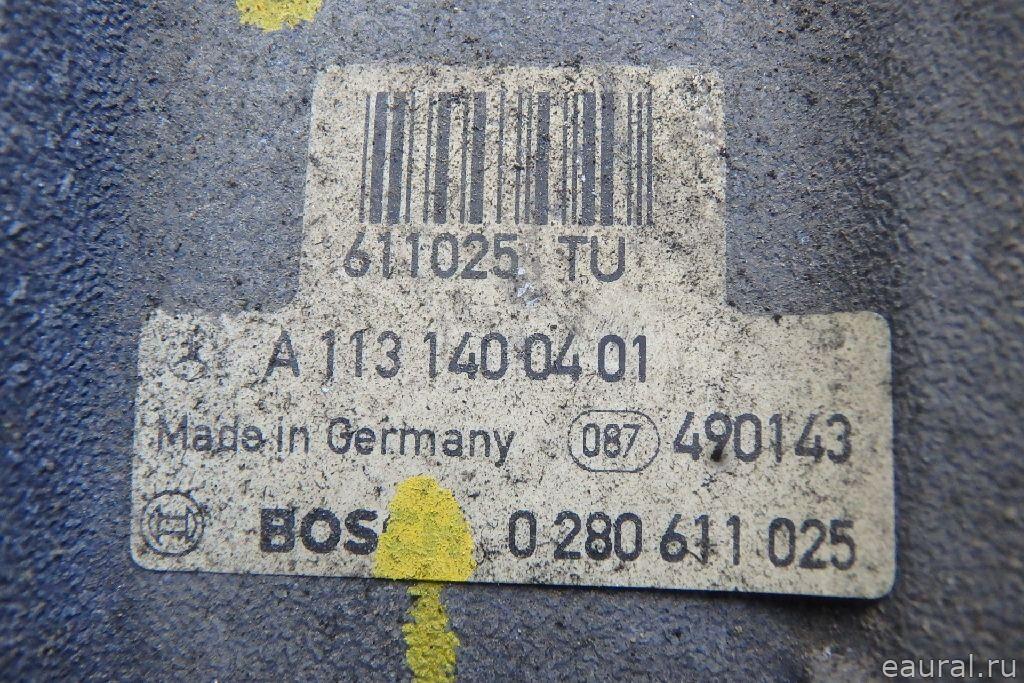 611025 TU
A 113 140 04 01
Made in Germany 087 490143
BOS 0 280 611 025
eaural.ru